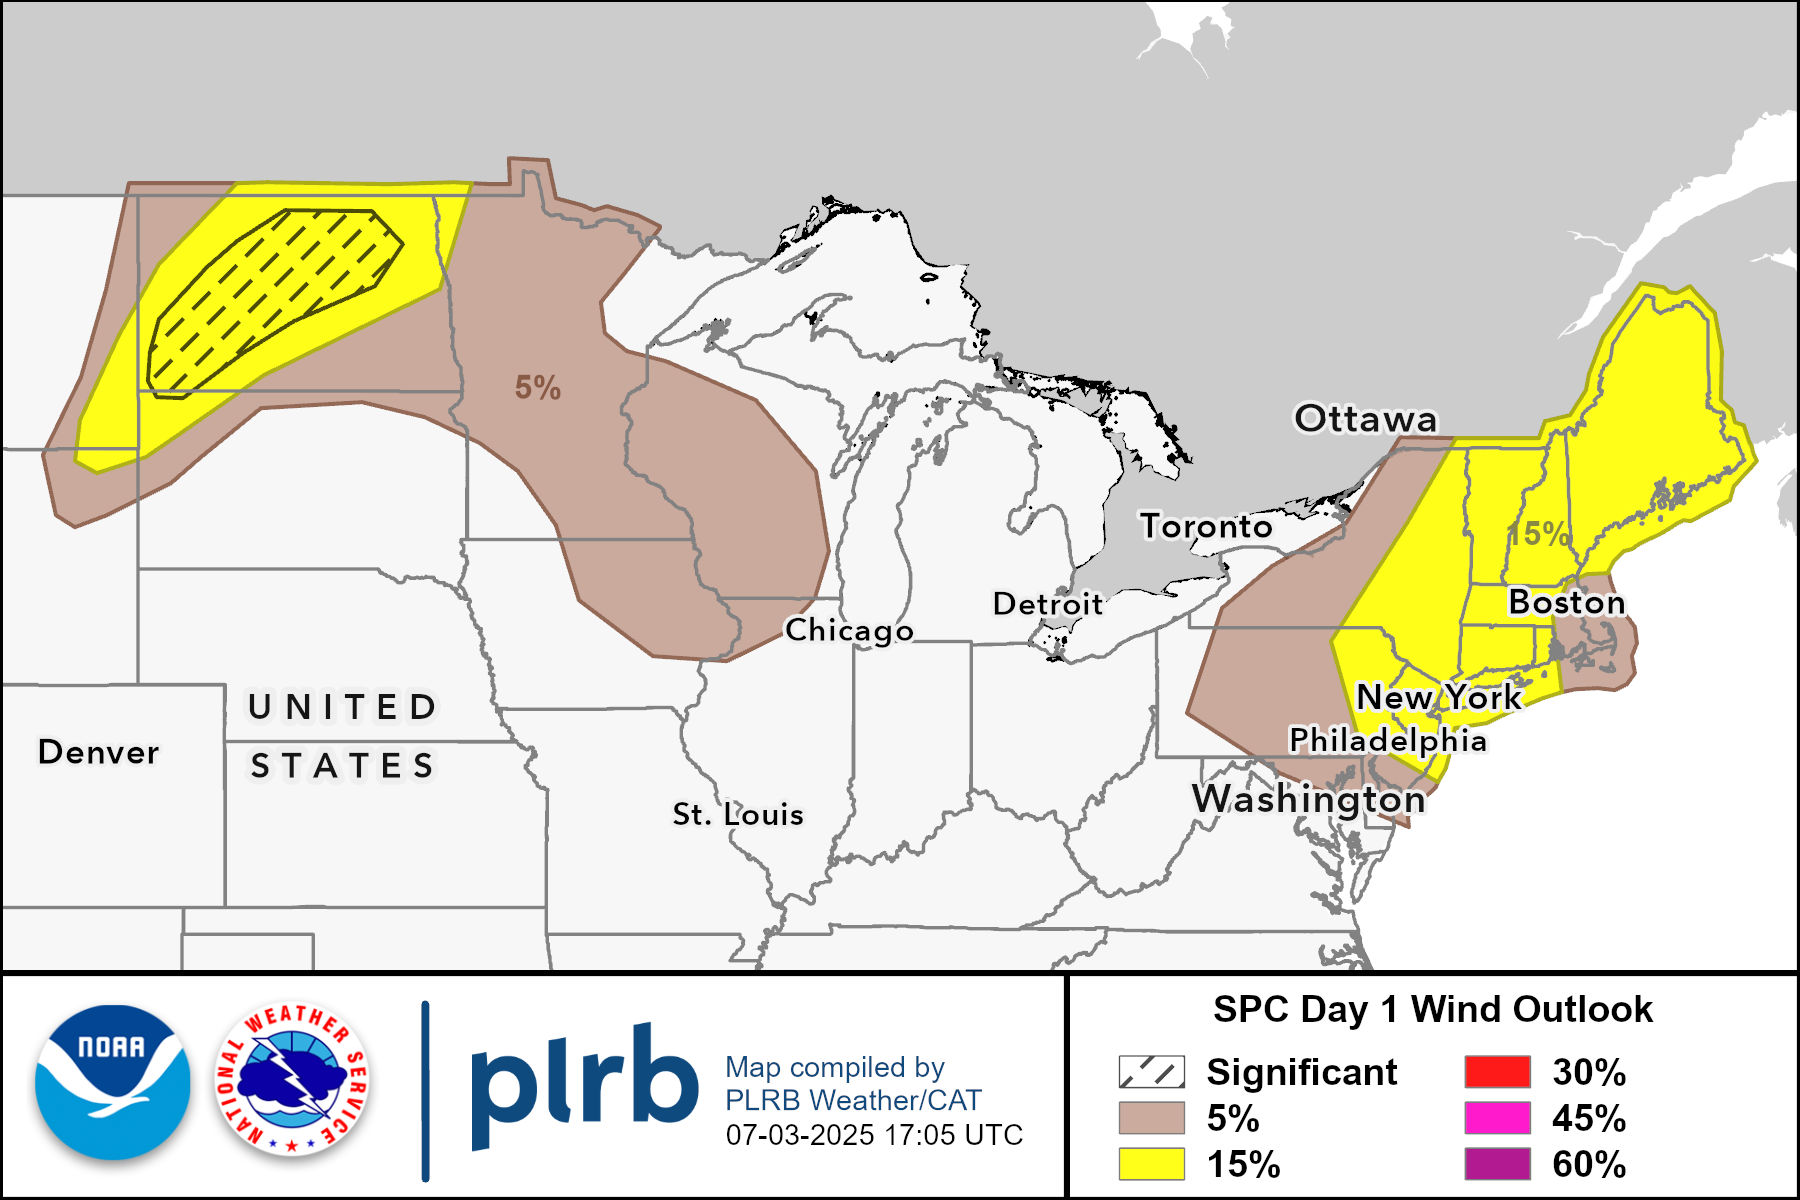 5%
Ottawa
Toronto
15%
Detroit
Boston
Chicago
New York
UNITED
Philadelphia
Denver
STATES
Washington
St. Louis
NOAA
NATIONAL WEATHER SERVICE
plrb
Map compiled by
PLRB Weather/CAT
07-03-2025 17:05 UTC
SPC Day 1 Wind Outlook
Significant
30%
5%
45%
15%
60%